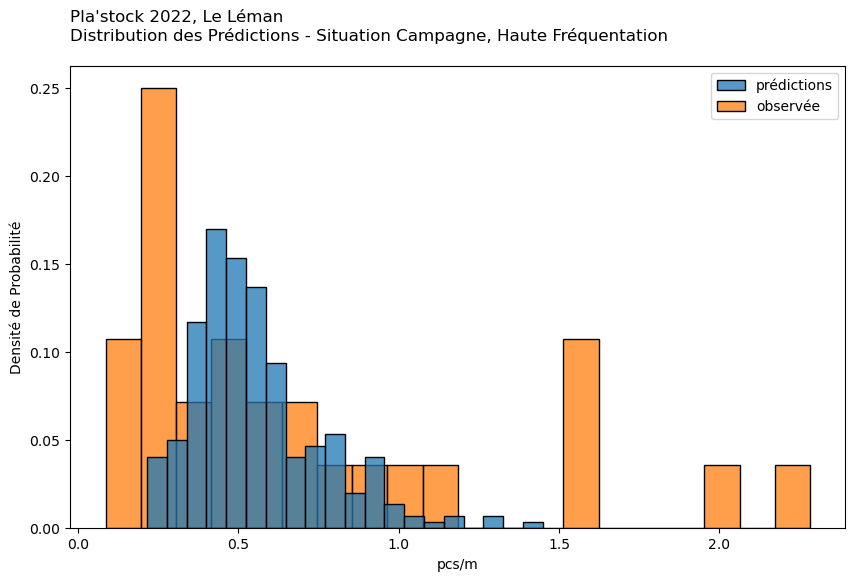 Pla'stock 2022, Le Léman
Distribution des Prédictions - Situation Campagne, Haute Fréquentation
prédictions
observée
Densité de Probabilité
0.25
0.20
0.15
0.10
0.05
0.00
0.0 0.5 1.0 1.5 2.0
pcs/m